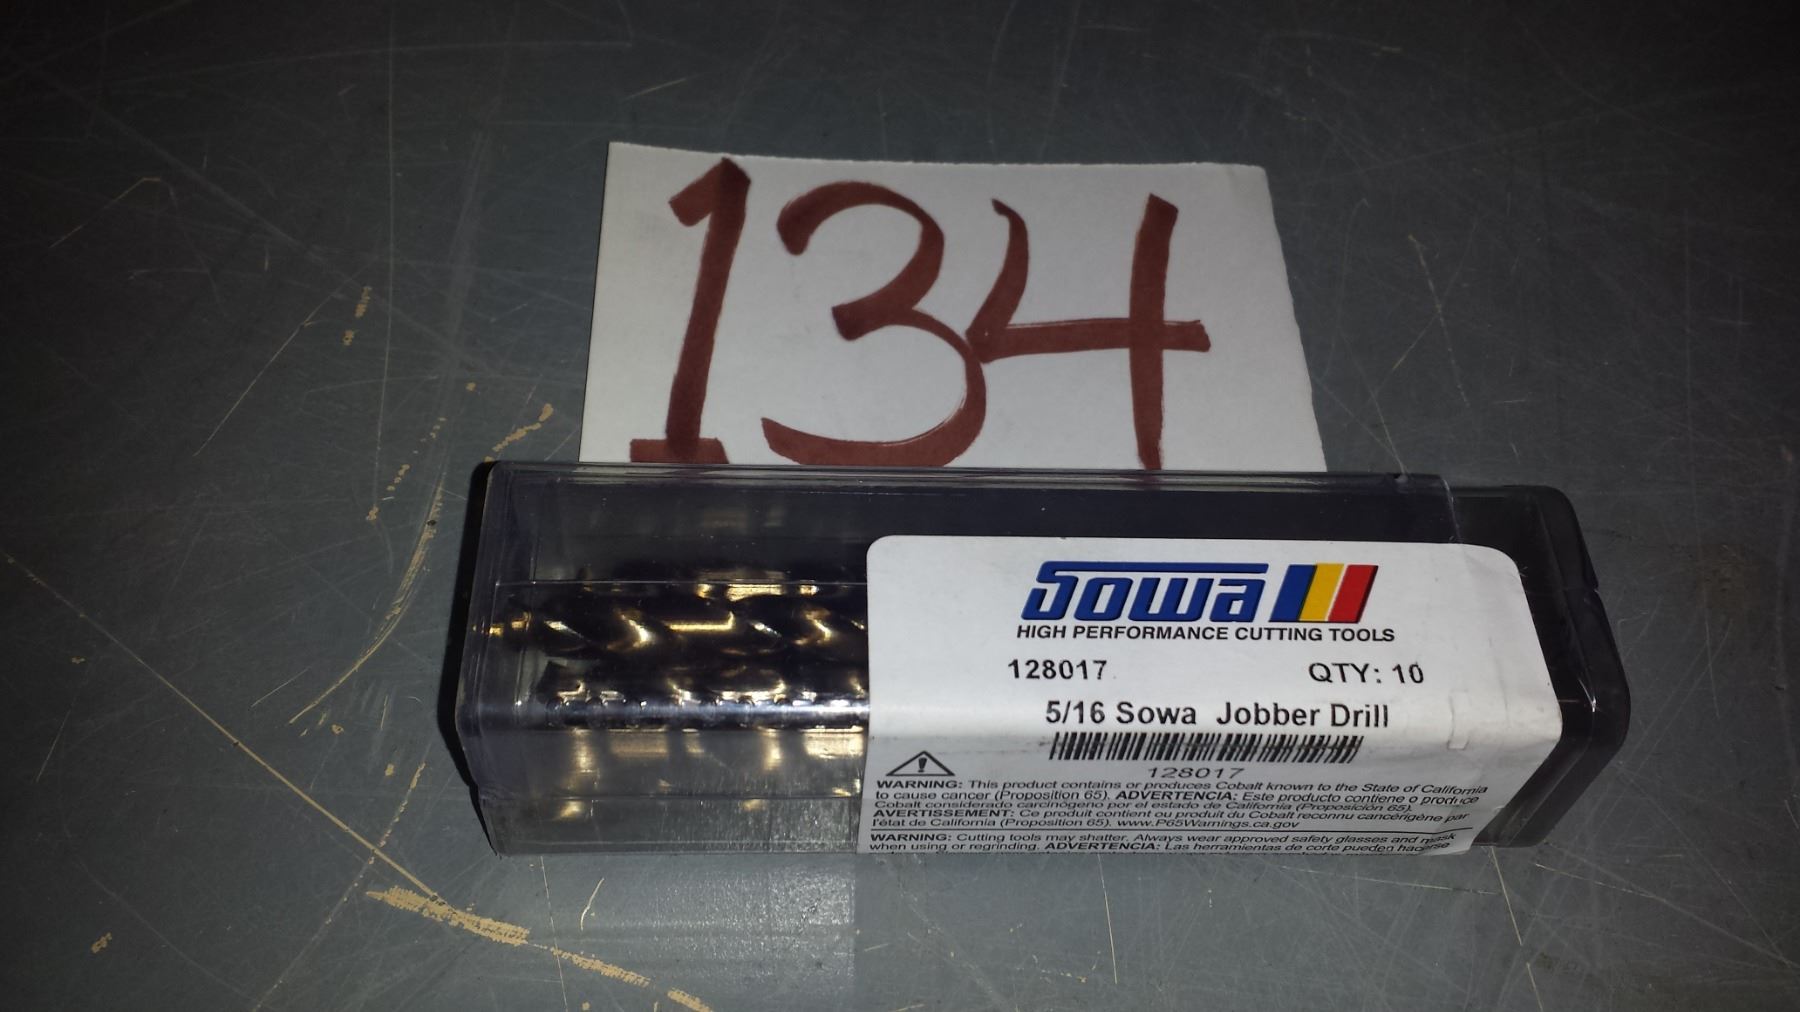 134
Sowa
HIGH PERFORMANCE CUTTING TOOLS
128017 QTY: 10
5/16 Sowa Jobber Drill
128017
WARNING: This product contains or produces Cobalt known to the State of California
to cause cancer (Proposition 65). ADVERTENCIA: Este producto contiene o produce
Cobalt considerado carcinógeno por el estado de California (Proposición 65).
AVERTISSEMENT: Ce produit contient ou produit du Cobalt reconnu cancérigène par
l'état de California (Proposition 65). www.P65Warnings.ca.gov
WARNING: Cutting tools may shatter. Always wear approved safety glasses and mask
when using or regrinding. ADVERTENCIA: Las herramientas de corte pueden hacerse